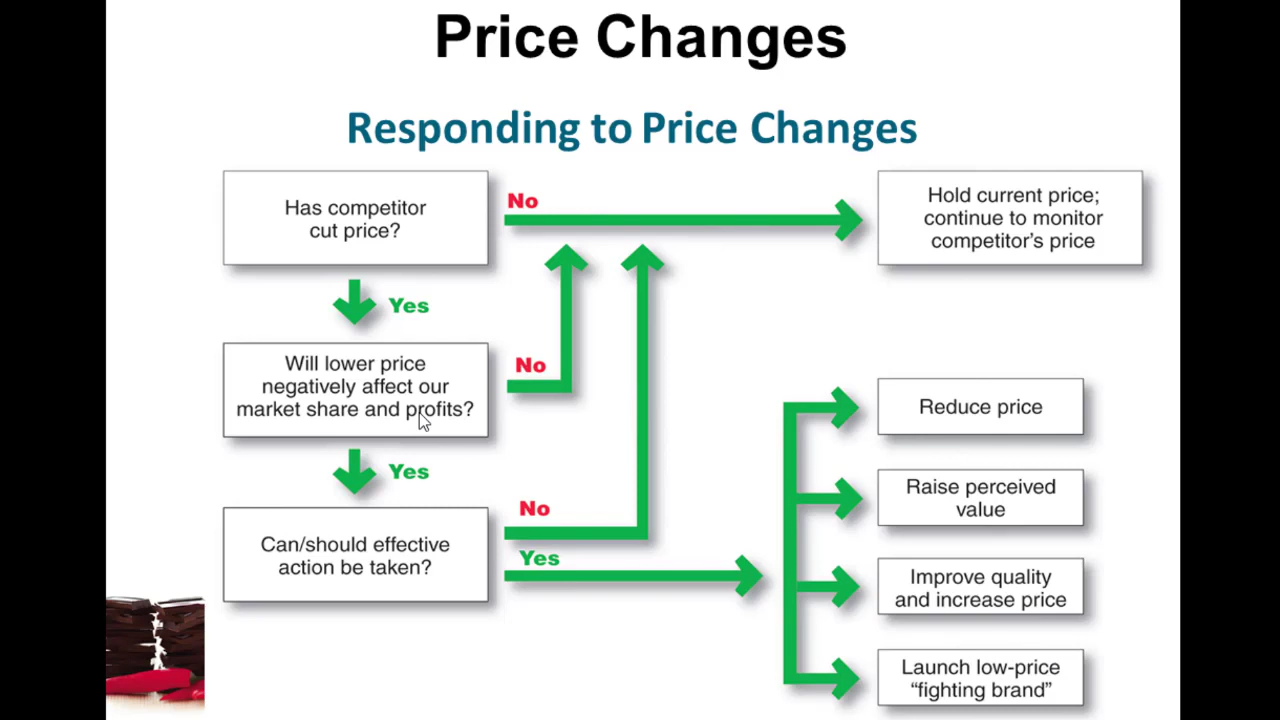 Price Changes
Responding to Price Changes
Has competitor
cut price?
No
Hold current price;
continue to monitor
competitor's price
Yes
Will lower price
negatively affect our
market share and profits?
No
Yes
Can/should effective
action be taken?
No
Yes
Reduce price
Raise perceived
value
Improve quality
and increase price
Launch low-price
“fighting brand”